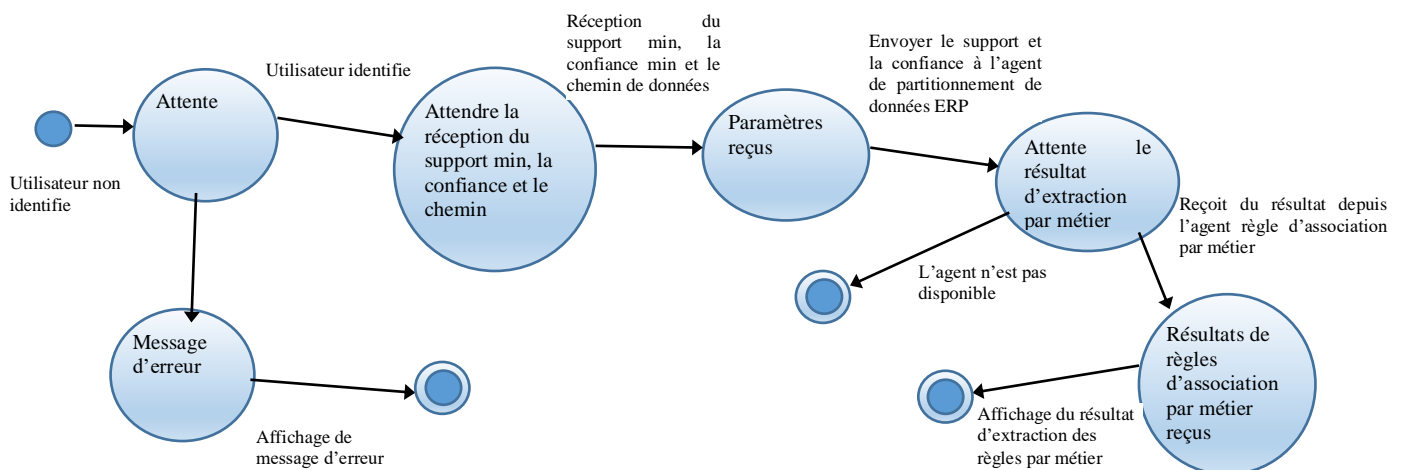 Attente
Utilisateur identifie
Utilisateur non
identifie
Message
d'erreur
Affichage de
message d'erreur
Attendre la
réception du
support min, la
confiance et le
chemin
Réception du
support min, la
confiance min et le
chemin de données
Paramètres
reçus
Envoyer le support et
la confiance à l'agent
de partitionnement de
données ERP
Attente le
résultat
d'extraction
par métier
L'agent n'est pas
disponible
Reçoit du résultat depuis
l'agent règle d'association
par métier
Résultats de
règles
d'association
par métier
reçus
Affichage du résultat
d'extraction des
règles par métier